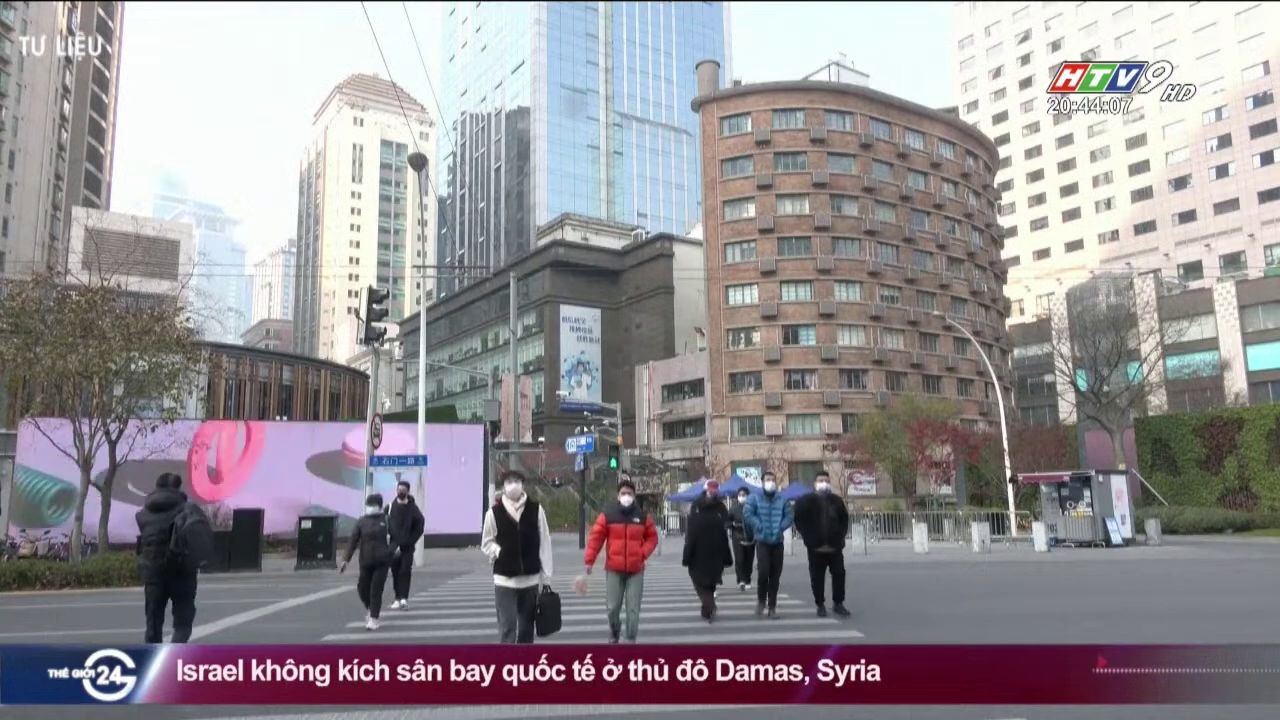 TƯ LIỆU
HTV9 HD
20:44:07
石门一路
THẾ GIỚI 24G
Israel không kích sân bay quốc tế ở thủ đô Damas, Syria